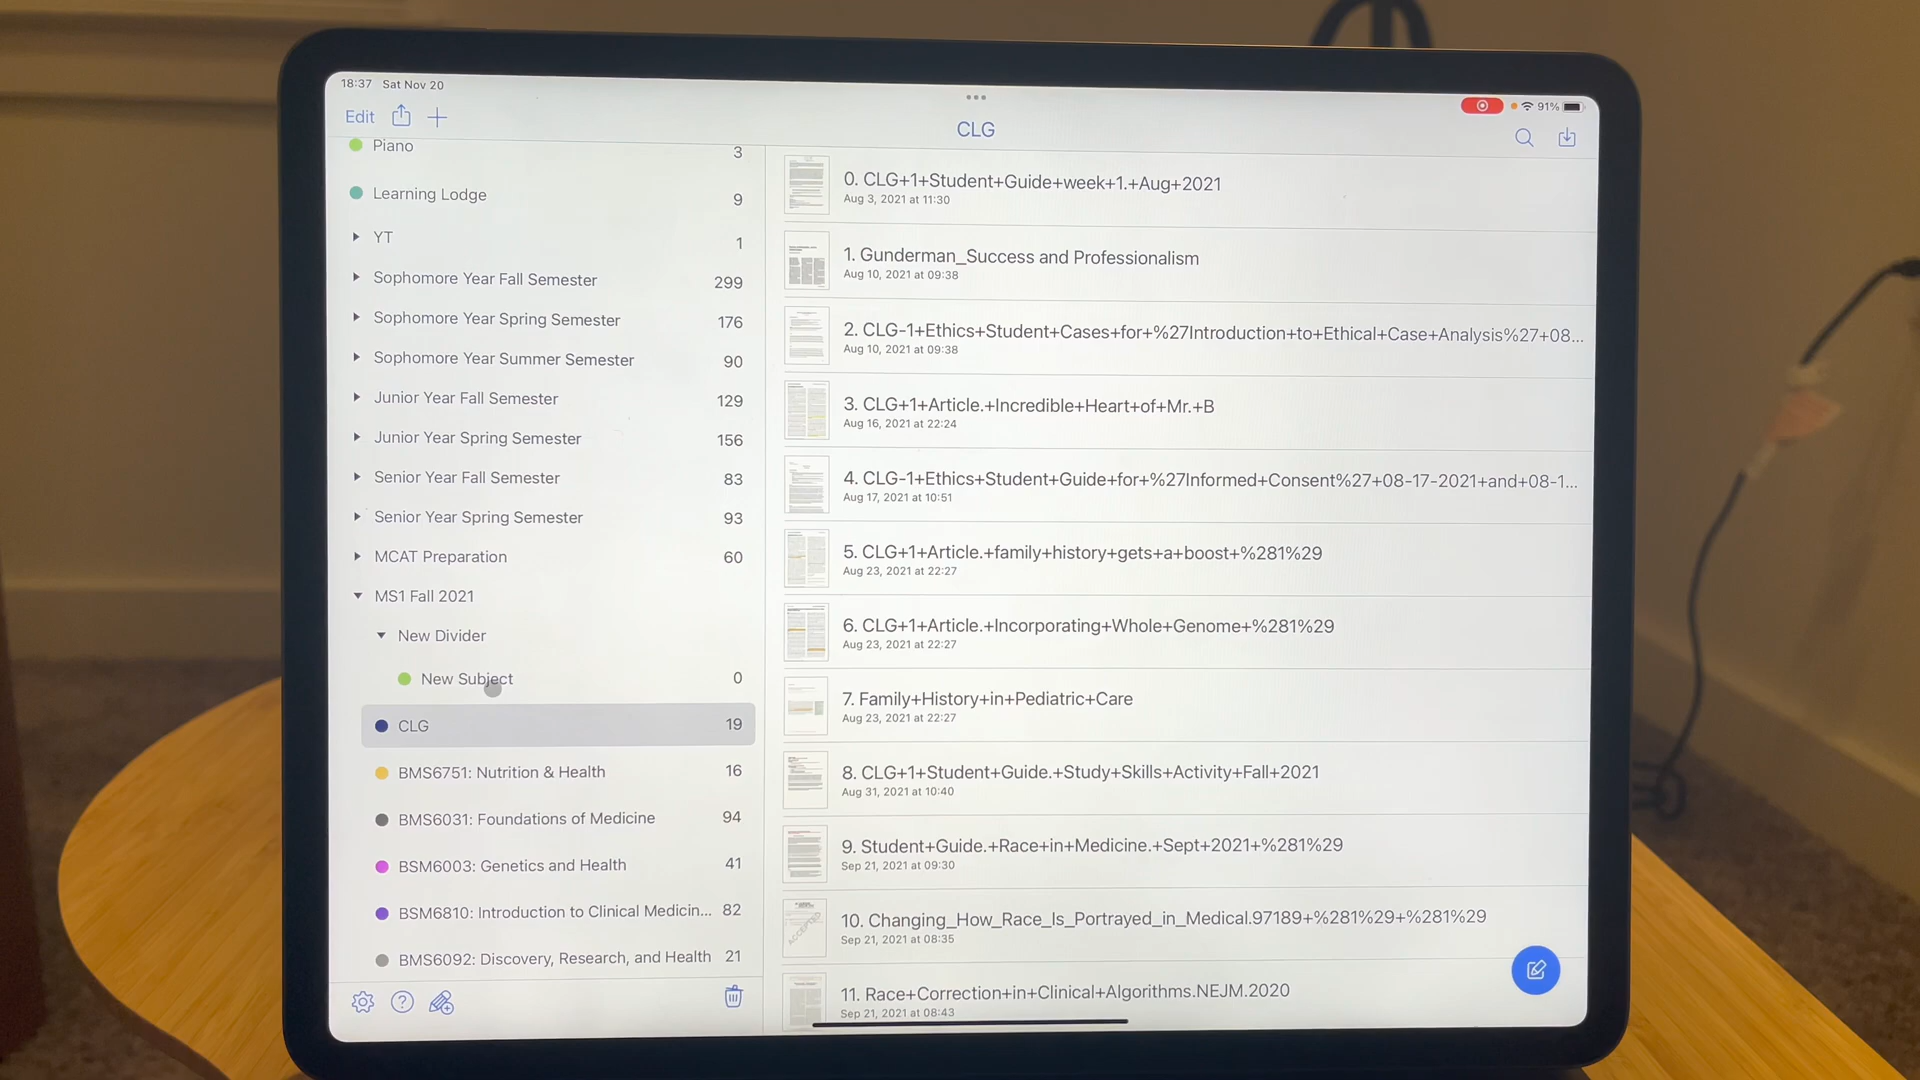 18:37 Sat Nov 20
91%
Edit
CLG
Piano 3
Learning Lodge 9
YT 1
Sophomore Year Fall Semester 299
Sophomore Year Spring Semester 176
Sophomore Year Summer Semester 90
Junior Year Fall Semester 129
Junior Year Spring Semester 156
Senior Year Fall Semester 83
Senior Year Spring Semester 93
MCAT Preparation 60
MS1 Fall 2021
New Divider
New Subject 0
CLG 19
BMS6751: Nutrition & Health 16
BMS6031: Foundations of Medicine 94
BSM6003: Genetics and Health 41
BSM6810: Introduction to Clinical Medicin... 82
BMS6092: Discovery, Research, and Health 21
0. CLG+1+Student+Guide+week+1.+Aug+2021
Aug 3, 2021 at 11:30
1. Gunderman_Success and Professionalism
Aug 10, 2021 at 09:38
2. CLG-1+Ethics+Student+Cases+for+%27Introduction+to+Ethical+Case+Analysis%27+08...
Aug 10, 2021 at 09:38
3. CLG+1+Article.+Incredible+Heart+of+Mr.+B
Aug 16, 2021 at 22:24
4. CLG-1+Ethics+Student+Guide+for+%27Informed+Consent%27+08-17-2021+and+08-1...
Aug 17, 2021 at 10:51
5. CLG+1+Article.+family+history+gets+a+boost+%281%29
Aug 23, 2021 at 22:27
6. CLG+1+Article.+Incorporating+Whole+Genome+%281%29
Aug 23, 2021 at 22:27
7. Family+History+in+Pediatric+Care
Aug 23, 2021 at 22:27
8. CLG+1+Student+Guide.+Study+Skills+Activity+Fall+2021
Aug 31, 2021 at 10:40
9. Student+Guide.+Race+in+Medicine.+Sept+2021+%281%29
Sep 21, 2021 at 09:30
10. Changing_How_Race_Is_Portrayed_in_Medical.97189+%281%29+%281%29
Sep 21, 2021 at 08:35
11. Race+Correction+in+Clinical+Algorithms.NEJM.2020
Sep 21, 2021 at 08:43